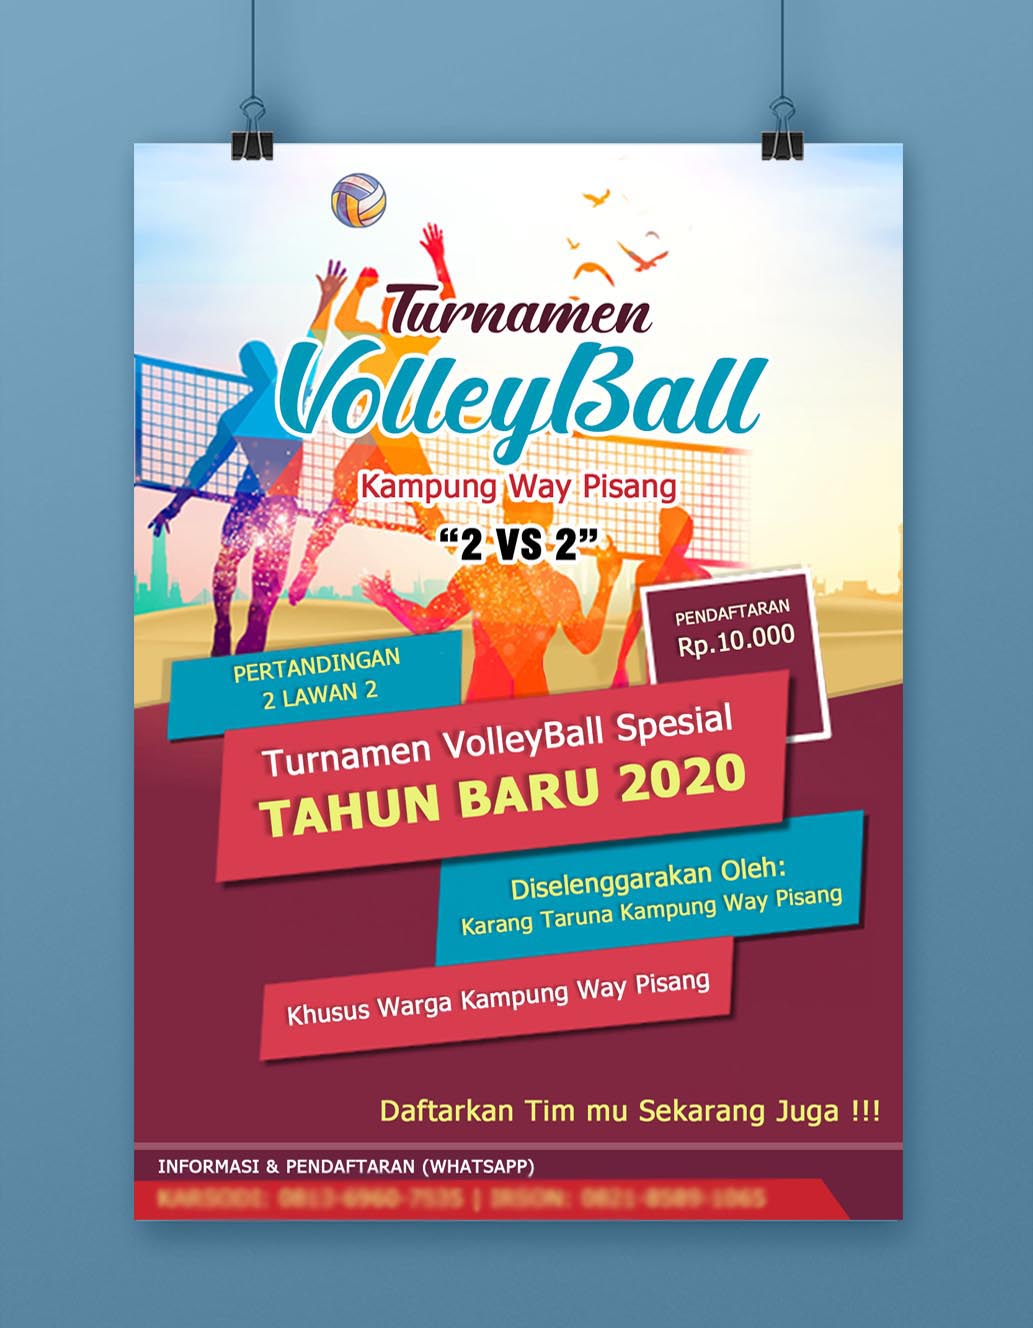 Turnamen
VolleyBall
Kampung Way Pisang
“2 VS 2”
PENDAFTARAN
Rp.10.000
PERTANDINGAN
2 LAWAN 2
Turnamen VolleyBall Spesial
TAHUN BARU 2020
Diselenggarakan Oleh:
Karang Taruna Kampung Way Pisang
Khusus Warga Kampung Way Pisang
Daftarkan Tim mu Sekarang Juga !!!
INFORMASI & PENDAFTARAN (WHATSAPP)